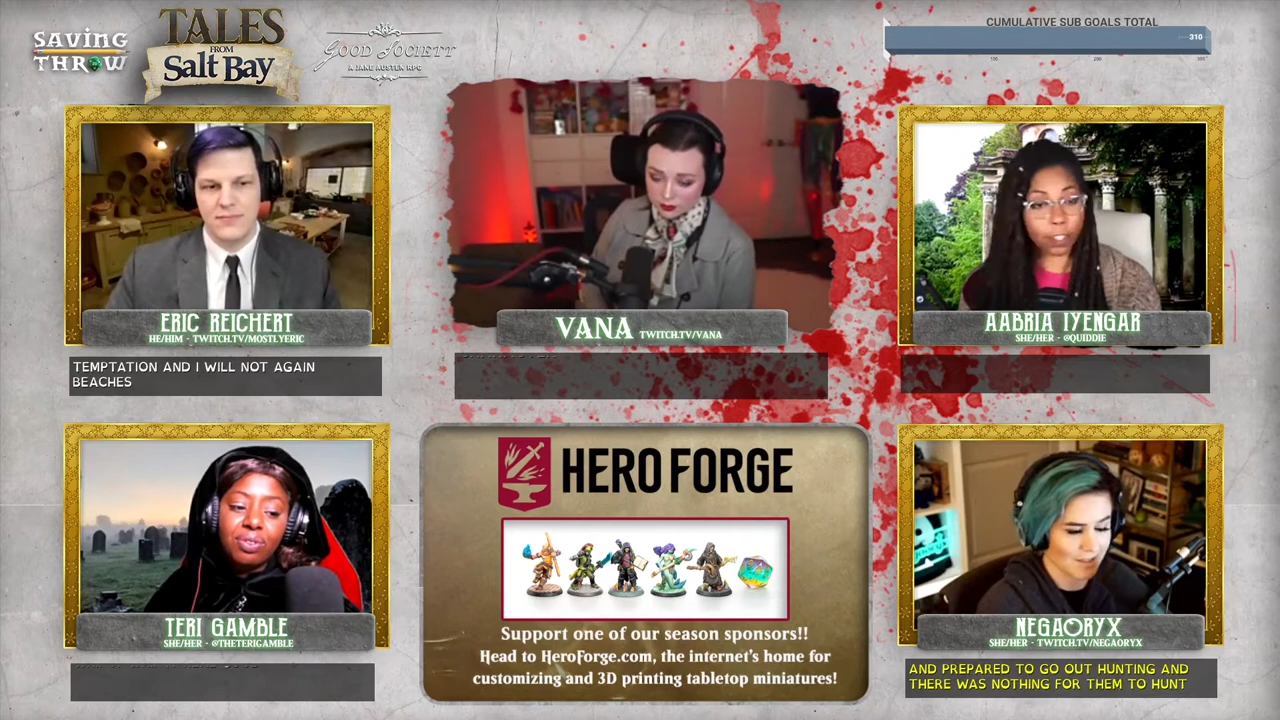 SAVING
THROW
TALES
FROM
Salt Bay
GOOD SOCIETY
A JANE AUSTEN RPG
CUMULATIVE SUB GOALS TOTAL
310
100
200
300
ERIC REICHERT
HE/HIM - TWITCH.TV/MOSTLYERIC
TEMPTATION AND I WILL NOT AGAIN
BEACHES
VANA TWITCH.TV/VANA
AABRIA IYENGAR
SHE/HER - @QUIDDIE
TERI GAMBLE
SHE/HER - @THETERIGAMBLE
HERO FORGE
Support one of our season sponsors!!
Head to HeroForge.com, the internet's home for
customizing and 3D printing tabletop miniatures!
NEGAORYX
SHE/HER - TWITCH.TV/NEGAORYX
AND PREPARED TO GO OUT HUNTING AND
THERE WAS NOTHING FOR THEM TO HUNT